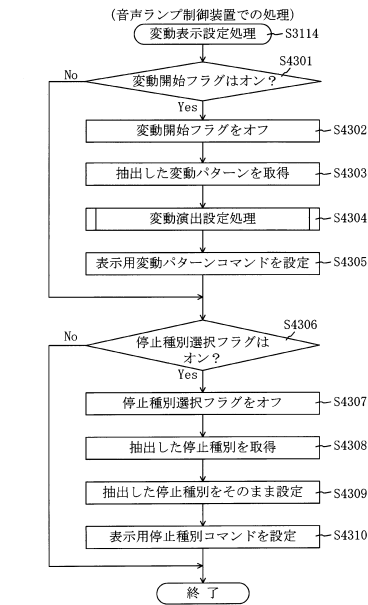 (音声ランプ制御装置での処理)
変動表示設定処理 S3114
S4301
変動開始フラグはオン？
No
Yes
変動開始フラグをオフ S4302
抽出した変動パターンを取得 S4303
変動演出設定処理 S4304
表示用変動パターンコマンドを設定 S4305
S4306
停止種別選択フラグは
オン？
No
Yes
停止種別選択フラグをオフ S4307
抽出した停止種別を取得 S4308
抽出した停止種別をそのまま設定 S4309
表示用停止種別コマンドを設定 S4310
終了